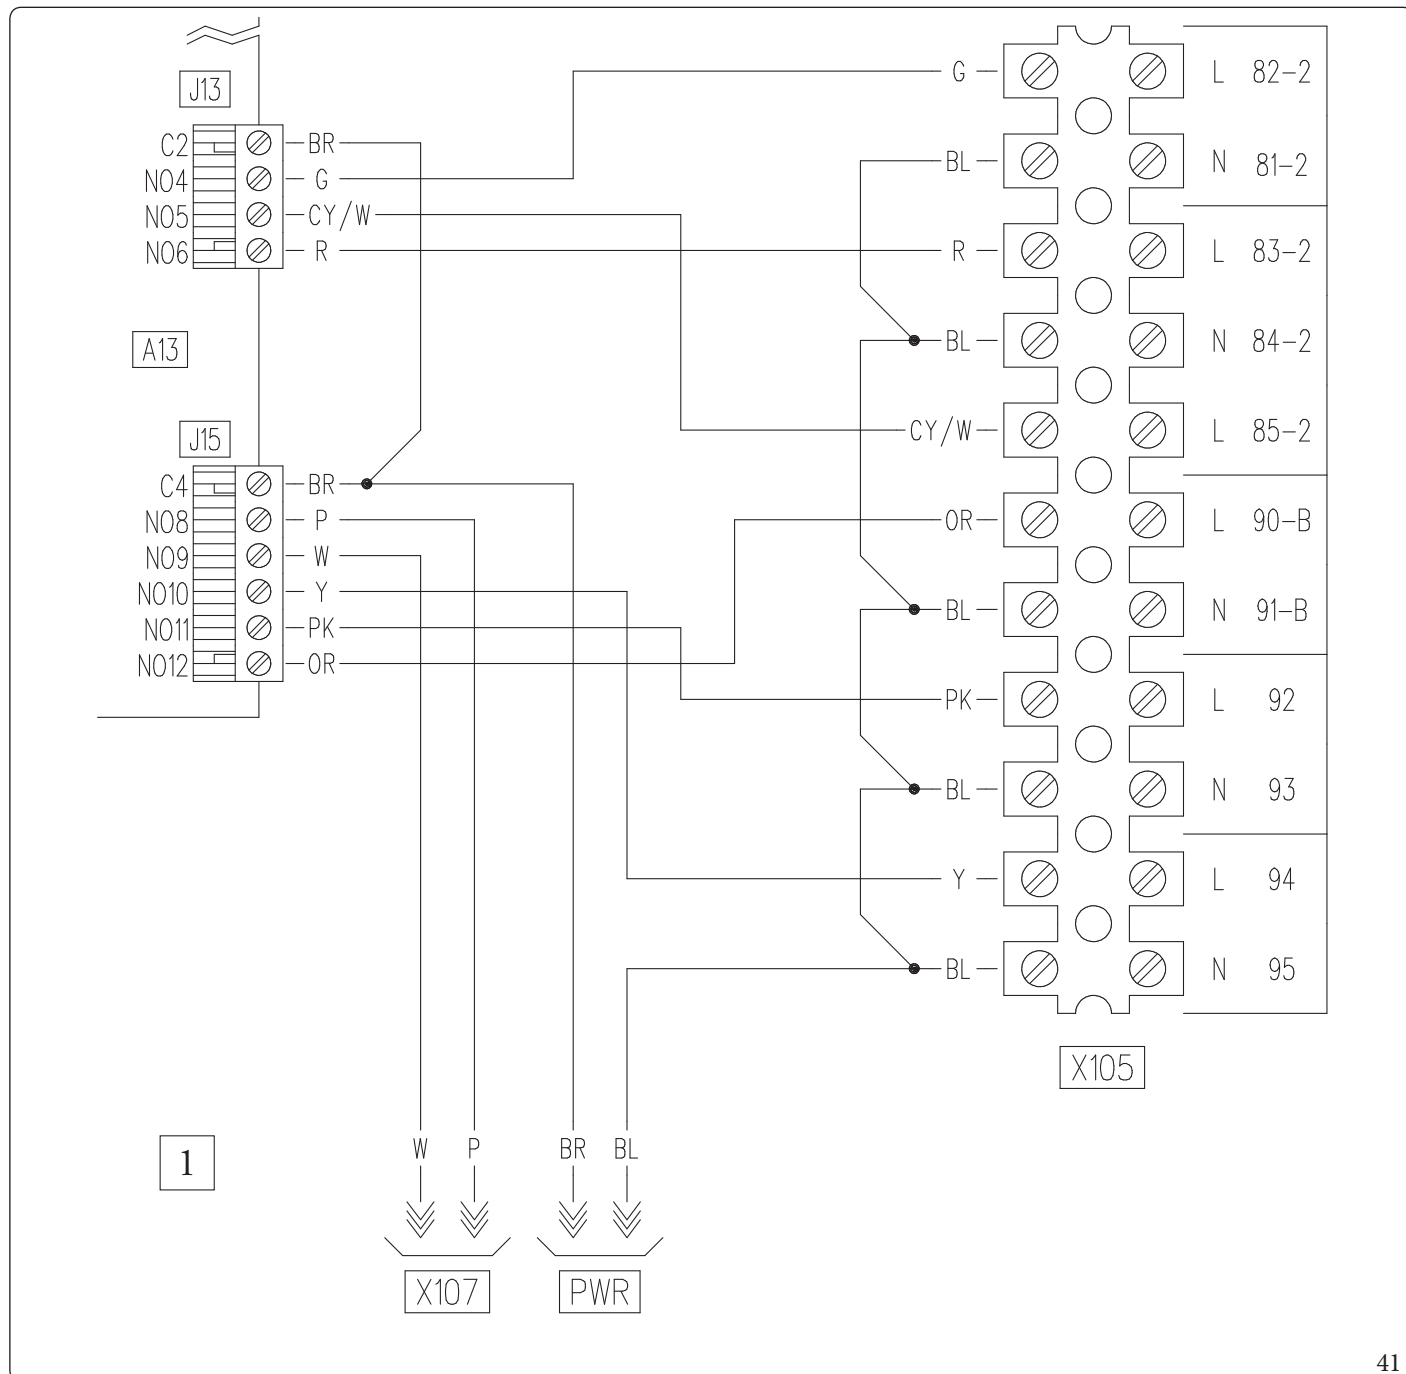 G L 82-2
J13
C2 BR
BL N 81-2
NO4 G
NO5 CY/W
NO6 R R L 83-2
A13 BL N 84-2
J15 CY/W L 85-2
C4 BR
NO8 P OR L 90-B
NO9 W
NO10 Y
BL N 91-B
NO11 PK
NO12 OR
PK L 92
BL N 93
Y L 94
BL N 95
X105
1 W P BR BL
X107 PWR
41